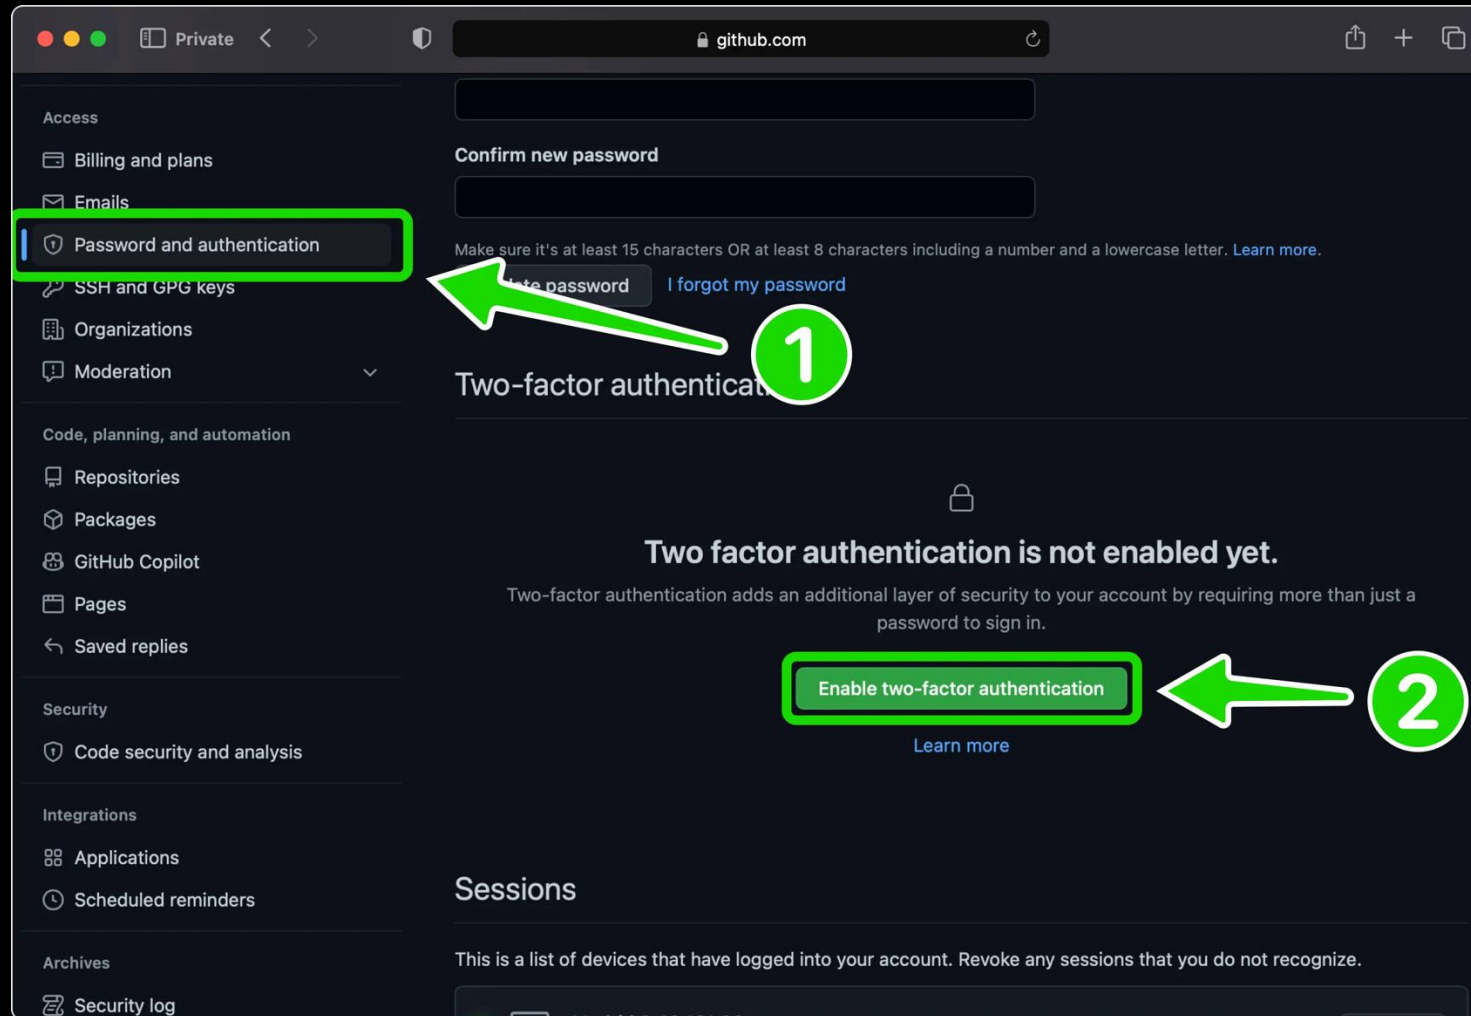 Private
github.com
Access
Billing and plans
Emails
Password and authentication
SSH and GPG keys
Organizations
Moderation
Code, planning, and automation
Repositories
Packages
GitHub Copilot
Pages
Saved replies
Security
Code security and analysis
Integrations
Applications
Scheduled reminders
Archives
Security log
Confirm new password
Make sure it's at least 15 characters OR at least 8 characters including a number and a lowercase letter. Learn more.
password I forgot my password
1
Two-factor
Two factor authentication is not enabled yet.
Two-factor authentication adds an additional layer of security to your account by requiring more than just a
password to sign in.
Enable two-factor authentication
2
Learn more
Sessions
This is a list of devices that have logged into your account. Revoke any sessions that you do not recognize.